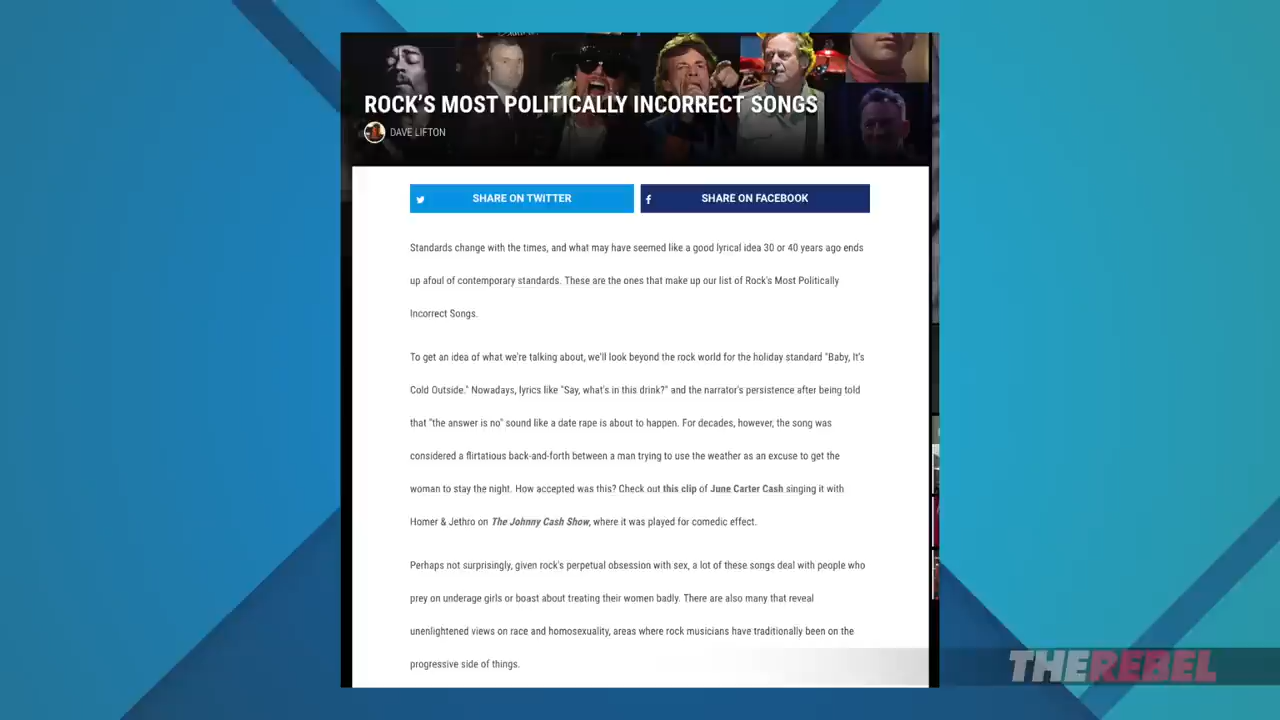 ROCK'S MOST POLITICALLY INCORRECT SONGS
DAVE LIFTON
SHARE ON TWITTER
SHARE ON FACEBOOK
Standards change with the times, and what may have seemed like a good lyrical idea 30 or 40 years ago ends
up afoul of contemporary standards. These are the ones that make up our list of Rock's Most Politically
Incorrect Songs.
To get an idea of what we're talking about, we'll look beyond the rock world for the holiday standard "Baby, It's
Cold Outside." Nowadays, lyrics like "Say, what's in this drink?" and the narrator's persistence after being told
that "the answer is no" sound like a date rape is about to happen. For decades, however, the song was
considered a flirtatious back-and-forth between a man trying to use the weather as an excuse to get the
woman to stay the night. How accepted was this? Check out this clip of June Carter Cash singing it with
Homer & Jethro on The Johnny Cash Show, where it was played for comedic effect.
Perhaps not surprisingly, given rock's perpetual obsession with sex, a lot of these songs deal with people who
prey on underage girls or boast about treating their women badly. There are also many that reveal
unenlightened views on race and homosexuality, areas where rock musicians have traditionally been on the
progressive side of things.
THEREBEL